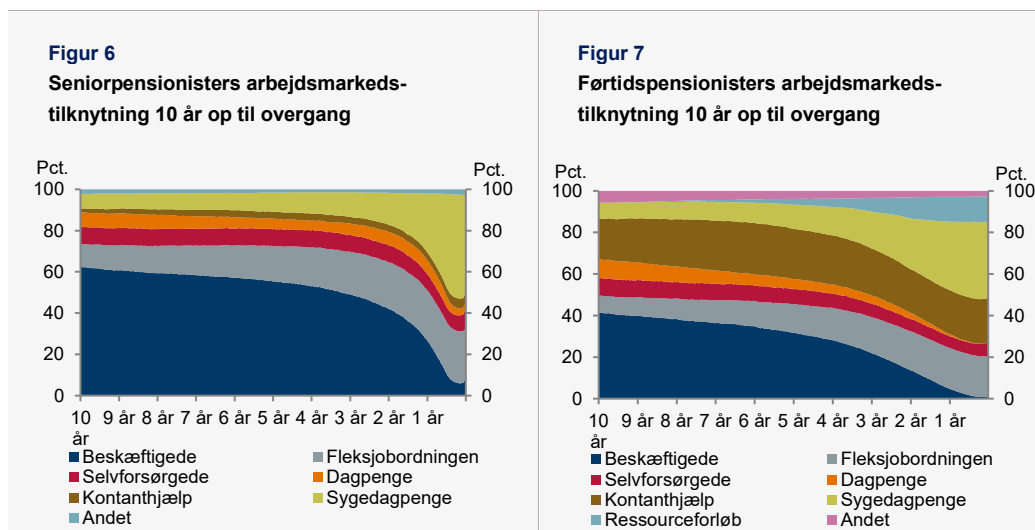 Figur 6
Seniorpensionisters arbejdsmarkeds-
tilknytning 10 år op til overgang
Pct.
Pct.
100
80
60
40
20
0
100
80
60
40
20
0
10 år
9 år
8 år
7 år
6 år
5 år
4 år
3 år
2 år
1 år
Beskæftigede
Fleksjobordningen
Selvforsørgede
Dagpenge
Kontanthjælp
Sygedagpenge
Andet
Figur 7
Førtidspensionisters arbejdsmarkeds-
tilknytning 10 år op til overgang
Pct.
Pct.
100
80
60
40
20
0
100
80
60
40
20
0
10 år
9 år
8 år
7 år
6 år
5 år
4 år
3 år
2 år
1 år
Beskæftigede
Fleksjobordningen
Selvforsørgede
Dagpenge
Kontanthjælp
Sygedagpenge
Ressourceforløb
Andet